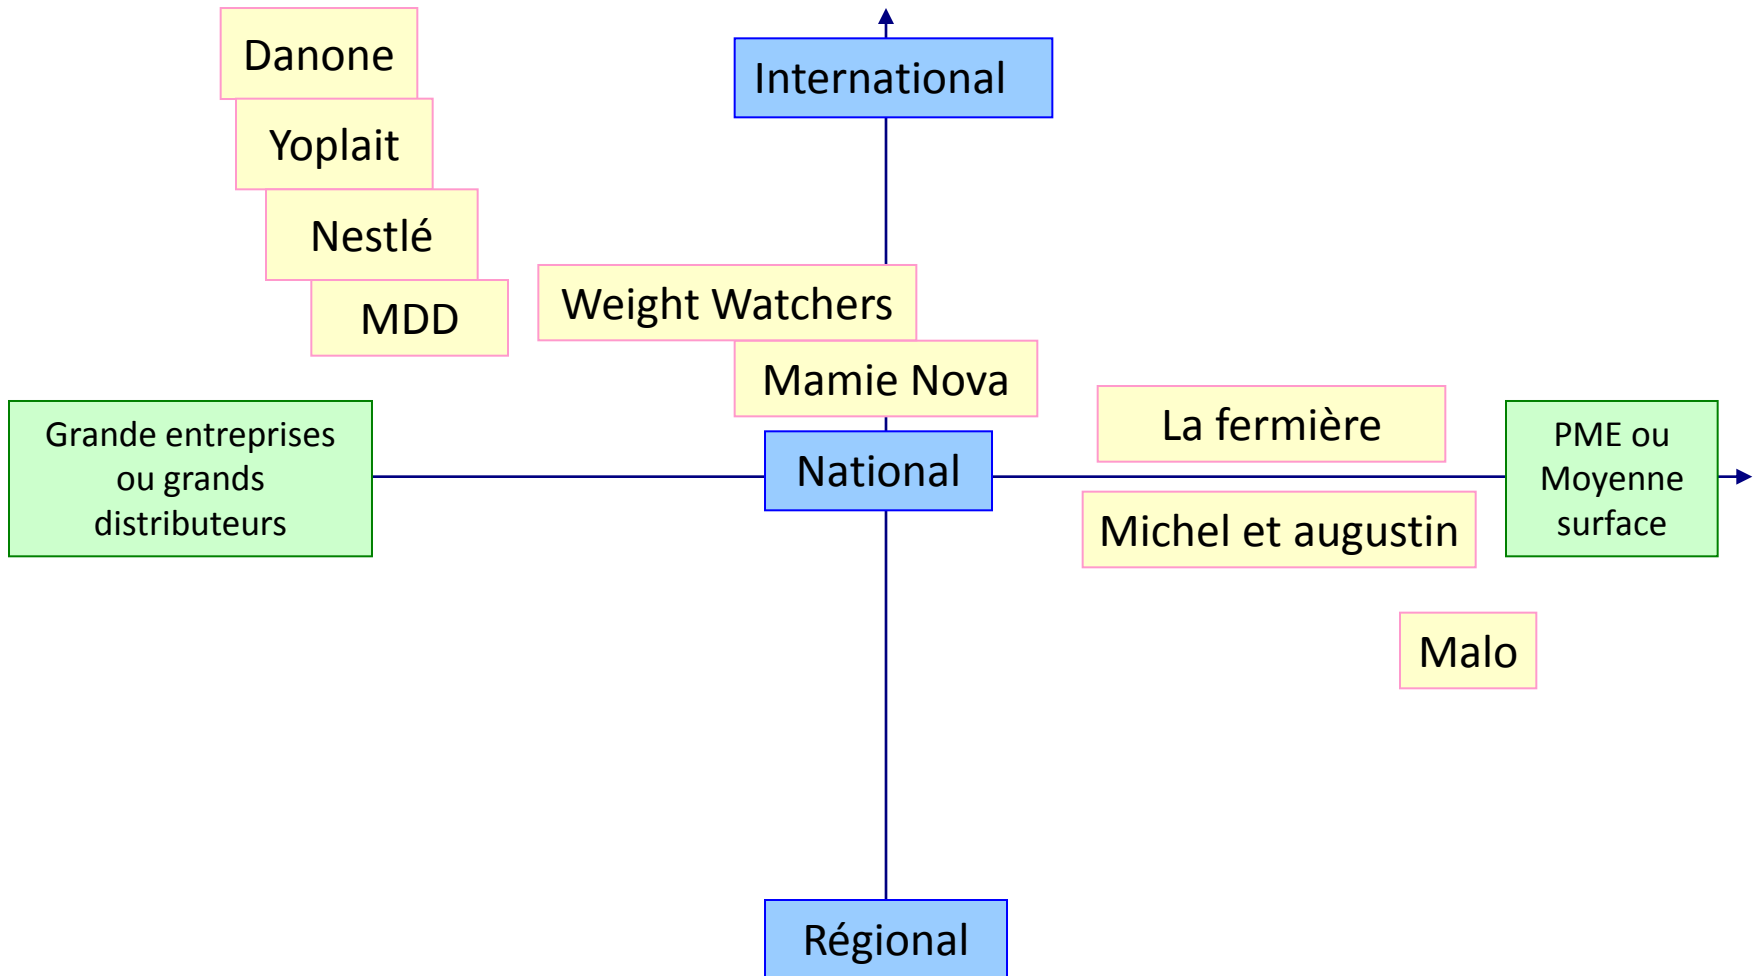 Danone
International
Yoplait
Nestlé
MDD
Weight Watchers
Mamie Nova
La fermière
Grande entreprises
ou grands
distributeurs
National
PME ou
Moyenne
surface
Michel et augustin
Malo
Régional